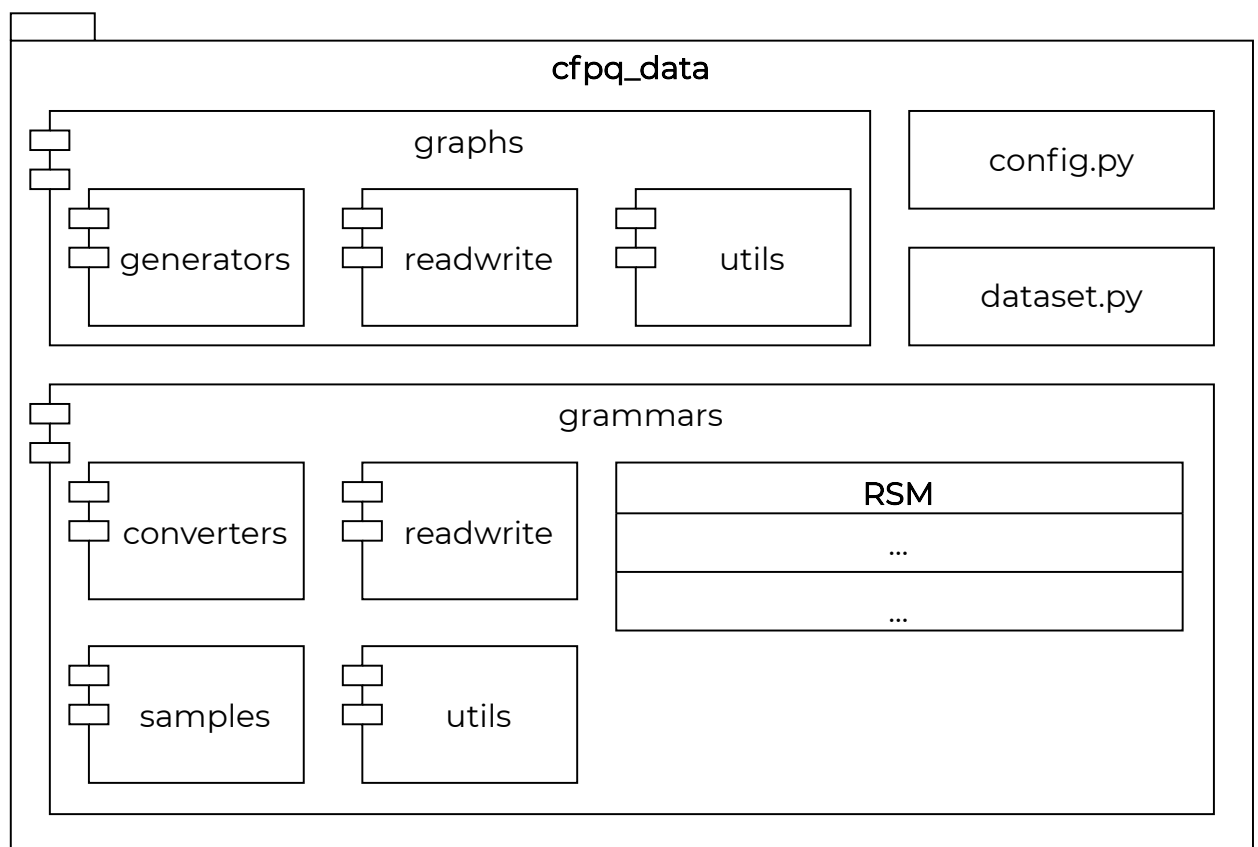 cfpq_data
graphs
config.py
generators
readwrite
utils
dataset.py
grammars
converters
readwrite
RSM
...
...
samples
utils